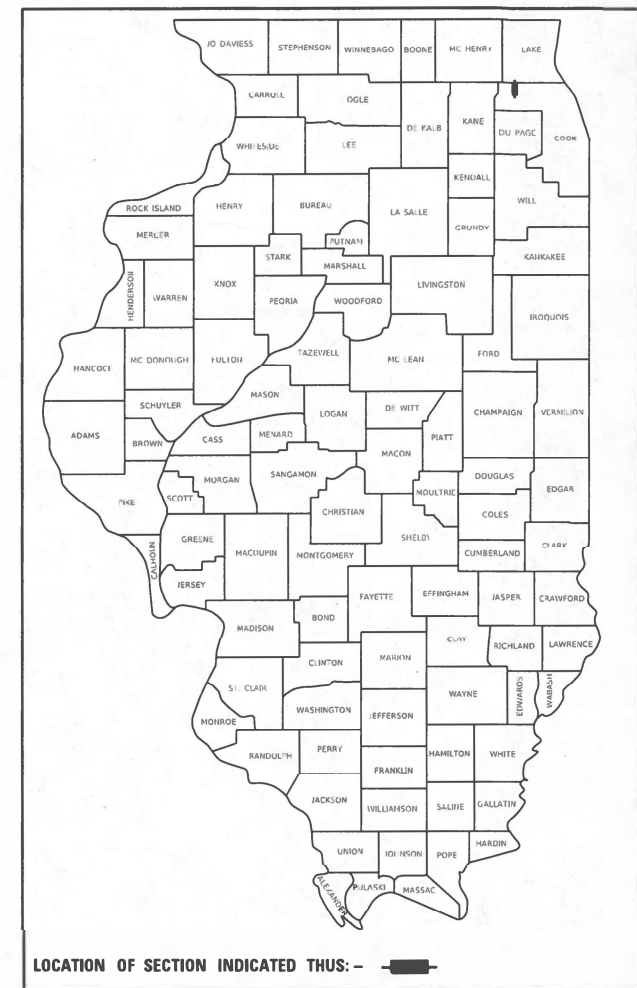 JO DAVIESS STEPHENSON WINNEBAGO BOONE MC HENRY LAKE
CARROLL OGLE DE KALB KANE DU PAGE COOK
WHITESIDE LEE
KENDALL
ROCK ISLAND HENRY BUREAU LA SALLE WILL
MERCER PUTNAM GRUNDY
STARK MARSHALL KANKAKEE
HENDERSON WARREN KNOX PEORIA WOODFORD LIVINGSTON IROQUOIS
HANCOCK MC DONOUGH FULTON TAZEWELL MC LEAN FORD
MASON
SCHUYLER LOGAN DE WITT CHAMPAIGN VERMILION
ADAMS BROWN CASS MENARD PIATT
MACON
MORGAN SANGAMON DOUGLAS
PIKE SCOTT MOULTRIE EDGAR
CHRISTIAN COLES
GREENE SHELBY
CALHOUN MACOUPIN MONTGOMERY CUMBERLAND CLARK
JERSEY
FAYETTE EFFINGHAM JASPER CRAWFORD
MADISON BOND
CLAY RICHLAND LAWRENCE
CLINTON MARION
ST. CLAIR WAYNE EDWARDS WABASH
MONROE WASHINGTON JEFFERSON
RANDOLPH PERRY HAMILTON WHITE
FRANKLIN
JACKSON WILLIAMSON SALINE GALLATIN
UNION JOHNSON POPE HARDIN
ALEXANDER PULASKI MASSAC
LOCATION OF SECTION INDICATED THUS: –